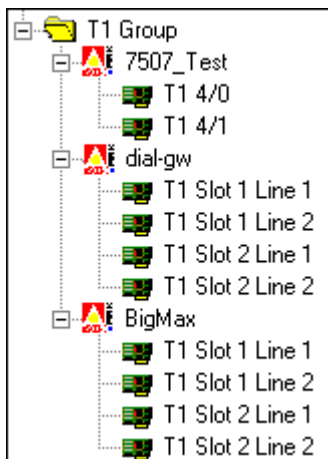 T1 Group
7507_Test
T1 4/0
T1 4/1
dial-gw
T1 Slot 1 Line 1
T1 Slot 1 Line 2
T1 Slot 2 Line 1
T1 Slot 2 Line 2
BigMax
T1 Slot 1 Line 1
T1 Slot 1 Line 2
T1 Slot 2 Line 1
T1 Slot 2 Line 2